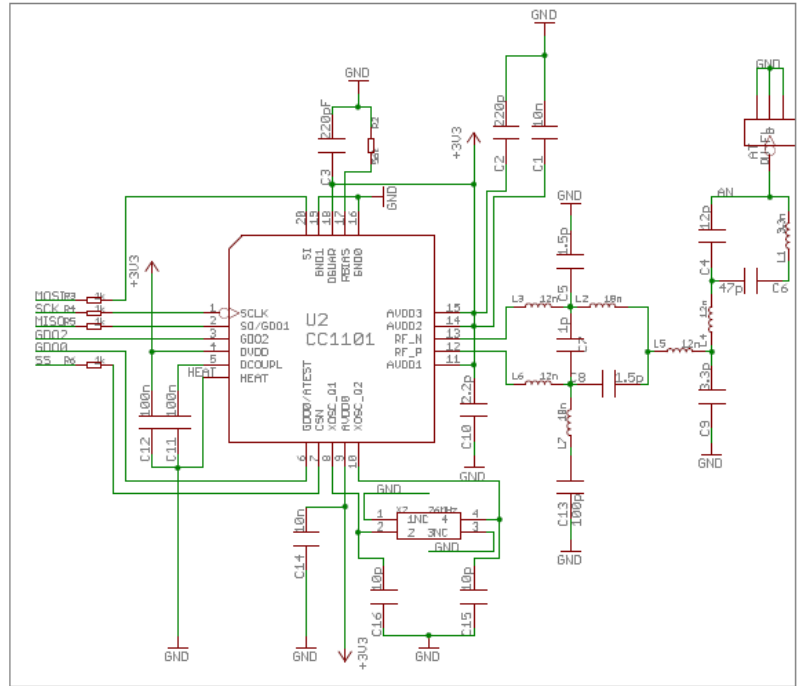 GND
GND
GND
220pF
C3
R2
+3V3
220p
C2
10n
C1
GND
20
19
18
17
16
SI
GND1
DGUAR
RBIAS
GND0
AN
12p
C4
3.3n
L1
47p
C6
GND
1.5p
C5
+3V3
MOSI
R3
1k
SCK
R4
1k
MISO
R5
1k
GDO2
GDO0
SS
R6
1k
HEAT
1
2
3
4
5
SCLK
SO/GDO1
GDO2
DVDD
DCOUPL
HEAT
U2
CC1101
AVDD3
AVDD2
RF_N
RF_P
AVDD1
15
14
13
12
11
L3
12n
L2
18n
1p
C7
12n
L4
L5
12n
L6
12n
C8
1.5p
100n
C12
100n
C11
GDO0/ATEST
CSN
XOSC_Q1
AVDD0
XOSC_Q2
6
7
8
9
10
2.2p
C10
GND
18n
L7
3.3p
C9
GND
GND
X2
26MHz
1
1NC
4
4
2
2
3NC
3
GND
C13
100p
GND
10n
C14
10p
C16
10p
C15
GND
GND
+3V3
GND